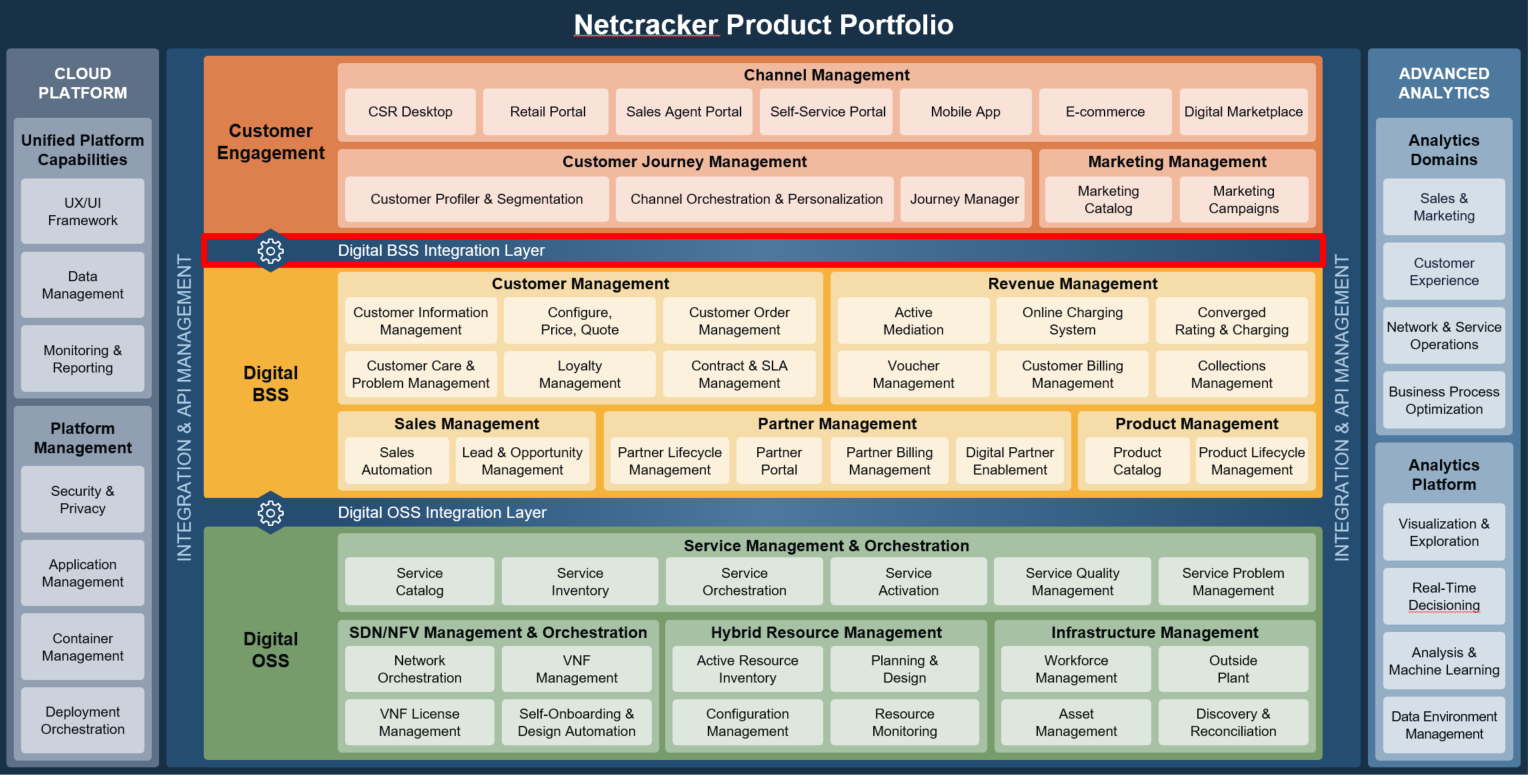 Netcracker Product Portfolio
CLOUD
PLATFORM
Unified Platform
Capabilities
UX/UI
Framework
Data
Management
Monitoring &
Reporting
Platform
Management
Security &
Privacy
Application
Management
Container
Management
Deployment
Orchestration
INTEGRATION & API MANAGEMENT
Customer
Engagement
Channel Management
CSR Desktop
Retail Portal
Sales Agent Portal
Self-Service Portal
Mobile App
E-commerce
Digital Marketplace
Customer Journey Management
Customer Profiler & Segmentation
Channel Orchestration & Personalization
Journey Manager
Marketing Management
Marketing
Catalog
Marketing
Campaigns
Digital BSS Integration Layer
Digital
BSS
Customer Management
Customer Information
Management
Configure,
Price, Quote
Customer Order
Management
Customer Care &
Problem Management
Loyalty
Management
Contract & SLA
Management
Revenue Management
Active
Mediation
Online Charging
System
Converged
Rating & Charging
Voucher
Management
Customer Billing
Management
Collections
Management
Sales Management
Sales
Automation
Lead & Opportunity
Management
Partner Management
Partner Lifecycle
Management
Partner
Portal
Partner Billing
Management
Digital Partner
Enablement
Product Management
Product
Catalog
Product Lifecycle
Management
Digital OSS Integration Layer
Digital
OSS
Service Management & Orchestration
Service
Catalog
Service
Inventory
Service
Orchestration
Service
Activation
Service Quality
Management
Service Problem
Management
SDN/NFV Management & Orchestration
Network
Orchestration
VNF
Management
VNF License
Management
Self-Onboarding &
Design Automation
Hybrid Resource Management
Active Resource
Inventory
Planning &
Design
Configuration
Management
Resource
Monitoring
Infrastructure Management
Workforce
Management
Outside
Plant
Asset
Management
Discovery &
Reconciliation
INTEGRATION & API MANAGEMENT
ADVANCED
ANALYTICS
Analytics
Domains
Sales &
Marketing
Customer
Experience
Network & Service
Operations
Business Process
Optimization
Analytics
Platform
Visualization &
Exploration
Real-Time
Decisioning
Analysis &
Machine Learning
Data Environment
Management